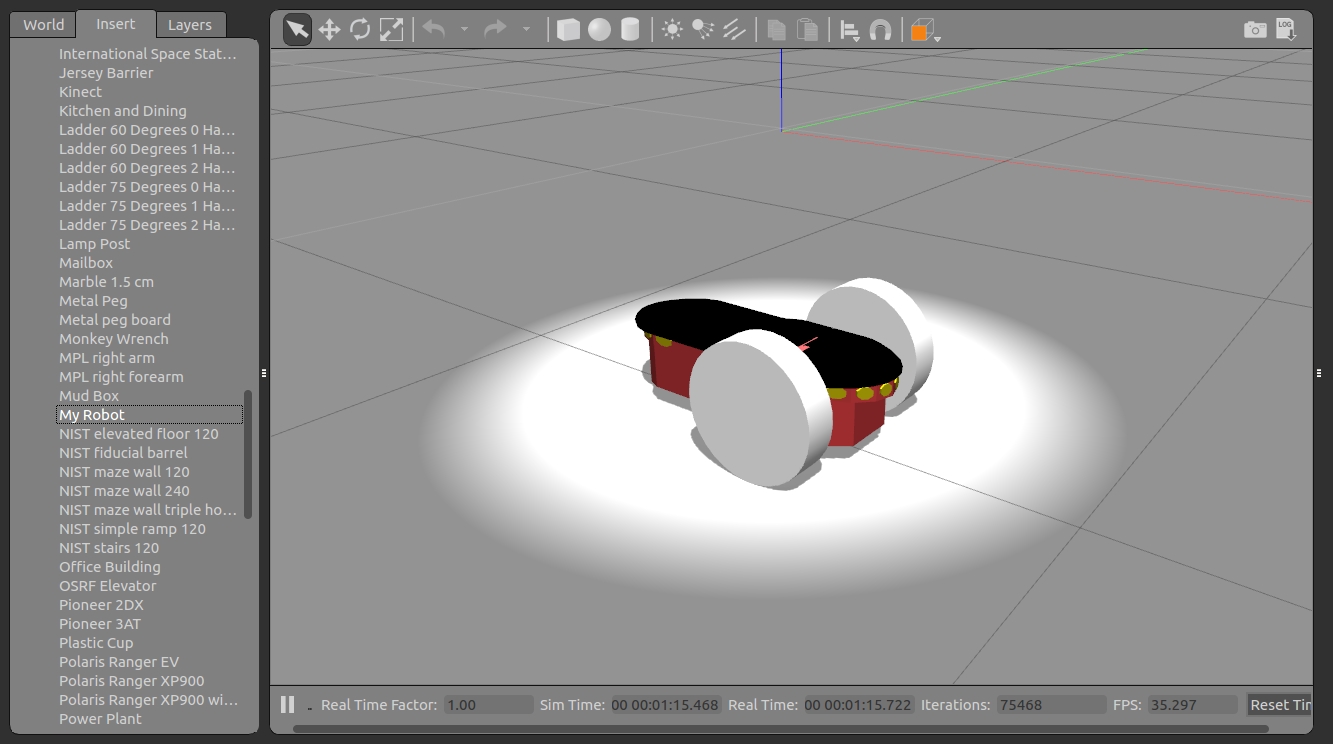 World Insert Layers
International Space Stat...
Jersey Barrier
Kinect
Kitchen and Dining
Ladder 60 Degrees 0 Ha...
Ladder 60 Degrees 1 Ha...
Ladder 60 Degrees 2 Ha...
Ladder 75 Degrees 0 Ha...
Ladder 75 Degrees 1 Ha...
Ladder 75 Degrees 2 Ha...
Lamp Post
Mailbox
Marble 1.5 cm
Metal Peg
Metal peg board
Monkey Wrench
MPL right arm
MPL right forearm
Mud Box
My Robot
NIST elevated floor 120
NIST fiducial barrel
NIST maze wall 120
NIST maze wall 240
NIST maze wall triple ho...
NIST simple ramp 120
NIST stairs 120
Office Building
OSRF Elevator
Pioneer 2DX
Pioneer 3AT
Plastic Cup
Polaris Ranger EV
Polaris Ranger XP900
Polaris Ranger XP900 wi...
Power Plant
LOG
Real Time Factor: 1.00 Sim Time: 00 00:01:15.468 Real Time: 00 00:01:15.722 Iterations: 75468 FPS: 35.297 Reset Tim